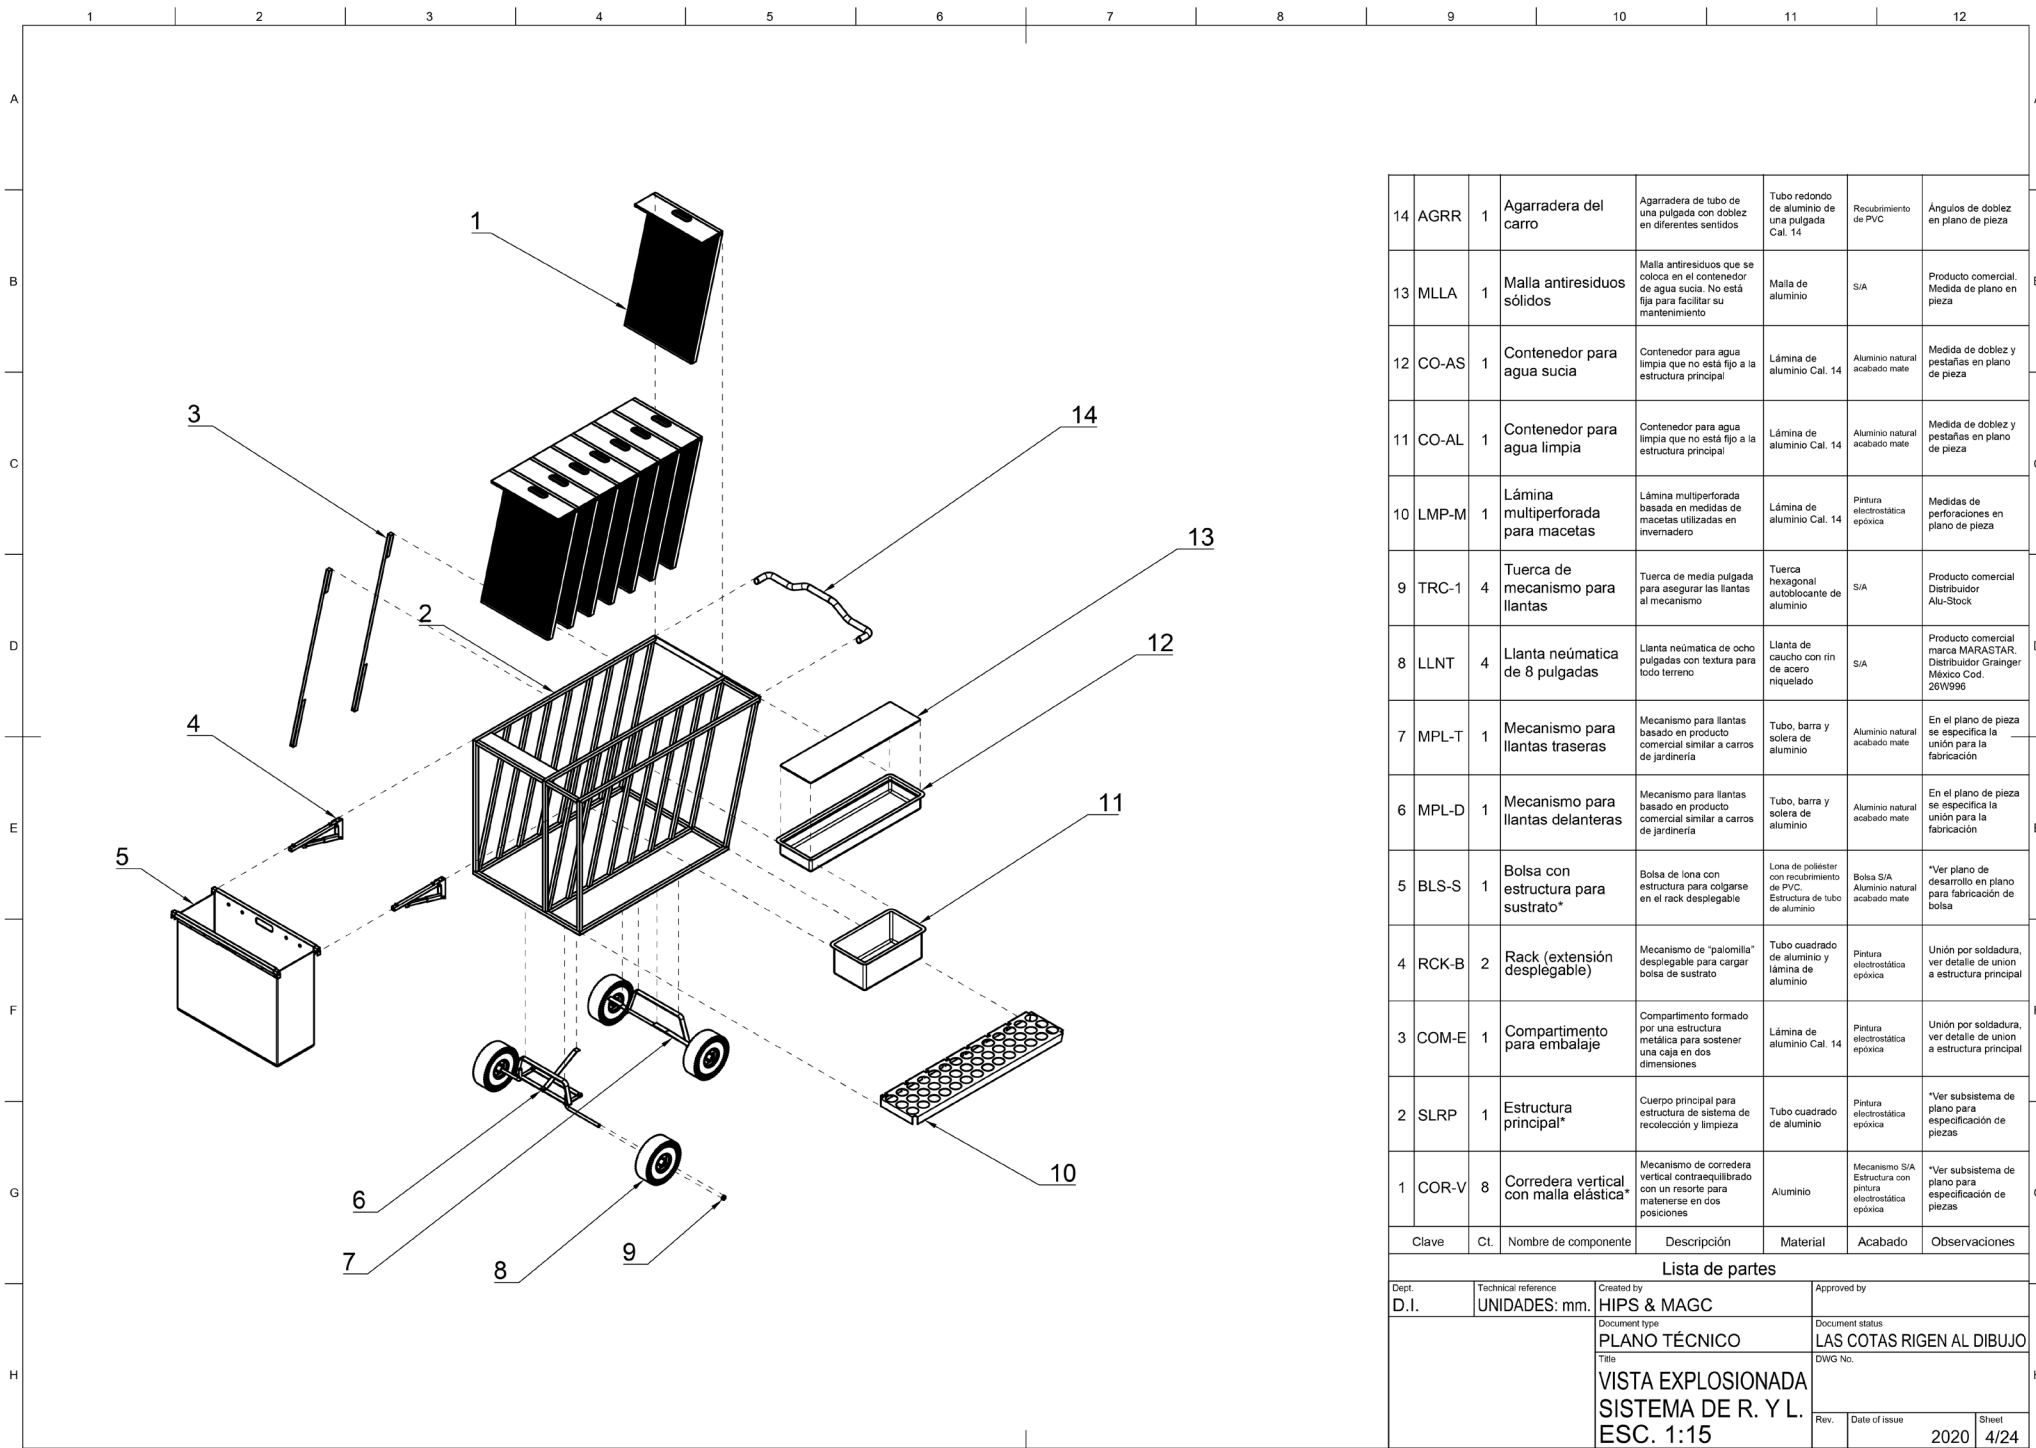 1 2 3 4 5 6 7 8 9 10 11 12
A
B
C
D
E
F
G
H
1
3
14
13
2
12
4
11
5
10
6
7
8
9
14 AGRR 1 Agarradera del
carro
Agarradera de tubo de
una pulgada con doblez
en diferentes sentidos
Tubo redondo
de aluminio de
una pulgada
Cal. 14
Recubrimiento
de PVC
Ángulos de doblez
en plano de pieza
13 MLLA 1 Malla antiresiduos
sólidos
Malla antiresiduos que se
coloca en el contenedor
de agua sucia. No está
fija para facilitar su
mantenimiento
Malla de
aluminio
S/A
Producto comercial.
Medida de plano en
pieza
12 CO-AS 1 Contenedor para
agua sucia
Contenedor para agua
limpia que no está fijo a la
estructura principal
Lámina de
aluminio Cal. 14
Aluminio natural
acabado mate
Medida de doblez y
pestañas en plano
de pieza
11 CO-AL 1 Contenedor para
agua limpia
Contenedor para agua
limpia que no está fijo a la
estructura principal
Lámina de
aluminio Cal. 14
Aluminio natural
acabado mate
Medida de doblez y
pestañas en plano
de pieza
10 LMP-M 1 Lámina
multiperforada
para macetas
Lámina multiperforada
basada en medidas de
macetas utilizadas en
invernadero
Lámina de
aluminio Cal. 14
Pintura
electrostática
epóxica
Medidas de
perforaciones en
plano de pieza
9 TRC-1 4 Tuerca de
mecanismo para
llantas
Tuerca de media pulgada
para asegurar las llantas
al mecanismo
Tuerca
hexagonal
autoblocante de
aluminio
S/A
Producto comercial
Distribuidor
Alu-Stock
8 LLNT 4 Llanta neúmatica
de 8 pulgadas
Llanta neúmatica de ocho
pulgadas con textura para
todo terreno
Llanta de
caucho con rin
de acero
niquelado
S/A
Producto comercial
marca MARASTAR.
Distribuidor Grainger
México Cod.
26W996
7 MPL-T 1 Mecanismo para
llantas traseras
Mecanismo para llantas
basado en producto
comercial similar a carros
de jardinería
Tubo, barra y
solera de
aluminio
Aluminio natural
acabado mate
En el plano de pieza
se especifica la
unión para la
fabricación
6 MPL-D 1 Mecanismo para
llantas delanteras
Mecanismo para llantas
basado en producto
comercial similar a carros
de jardinería
Tubo, barra y
solera de
aluminio
Aluminio natural
acabado mate
En el plano de pieza
se especifica la
unión para la
fabricación
5 BLS-S 1 Bolsa con
estructura para
sustrato*
Bolsa de lona con
estructura para colgarse
en el rack desplegable
Lona de poliéster
con recubrimiento
de PVC.
Estructura de tubo
de aluminio
Bolsa S/A
Aluminio natural
acabado mate
*Ver plano de
desarrollo en plano
para fabricación de
bolsa
4 RCK-B 2 Rack (extensión
desplegable)
Mecanismo de "palomilla"
desplegable para cargar
bolsa de sustrato
Tubo cuadrado
de aluminio y
lámina de
aluminio
Pintura
electrostática
epóxica
Unión por soldadura,
ver detalle de union
a estructura principal
3 COM-E 1 Compartimento
para embalaje
Compartimento formado
por una estructura
metálica para sostener
una caja en dos
dimensiones
Lámina de
aluminio Cal. 14
Pintura
electrostática
epóxica
Unión por soldadura,
ver detalle de union
a estructura principal
2 SLRP 1 Estructura
principal*
Cuerpo principal para
estructura de sistema de
recolección y limpieza
Tubo cuadrado
de aluminio
Pintura
electrostática
epóxica
*Ver subsistema de
plano para
especificación de
piezas
1 COR-V 8 Corredera vertical
con malla elástica*
Mecanismo de corredera
vertical contraequilibrado
con un resorte para
matenerse en dos
posiciones
Aluminio
Mecanismo S/A
Estructura con
pintura
electrostática
epóxica
*Ver subsistema de
plano para
especificación de
piezas
Clave Ct. Nombre de componente Descripción Material Acabado Observaciones
Lista de partes
Dept.
D.I.
Technical reference
UNIDADES: mm.
Created by
HIPS & MAGC
Approved by
Document type
PLANO TÉCNICO
Document status
LAS COTAS RIGEN AL DIBUJO
Title
VISTA EXPLOSIONADA
SISTEMA DE R. Y L.
ESC. 1:15
DWG No.
Rev.
Date of issue
2020
Sheet
4/24